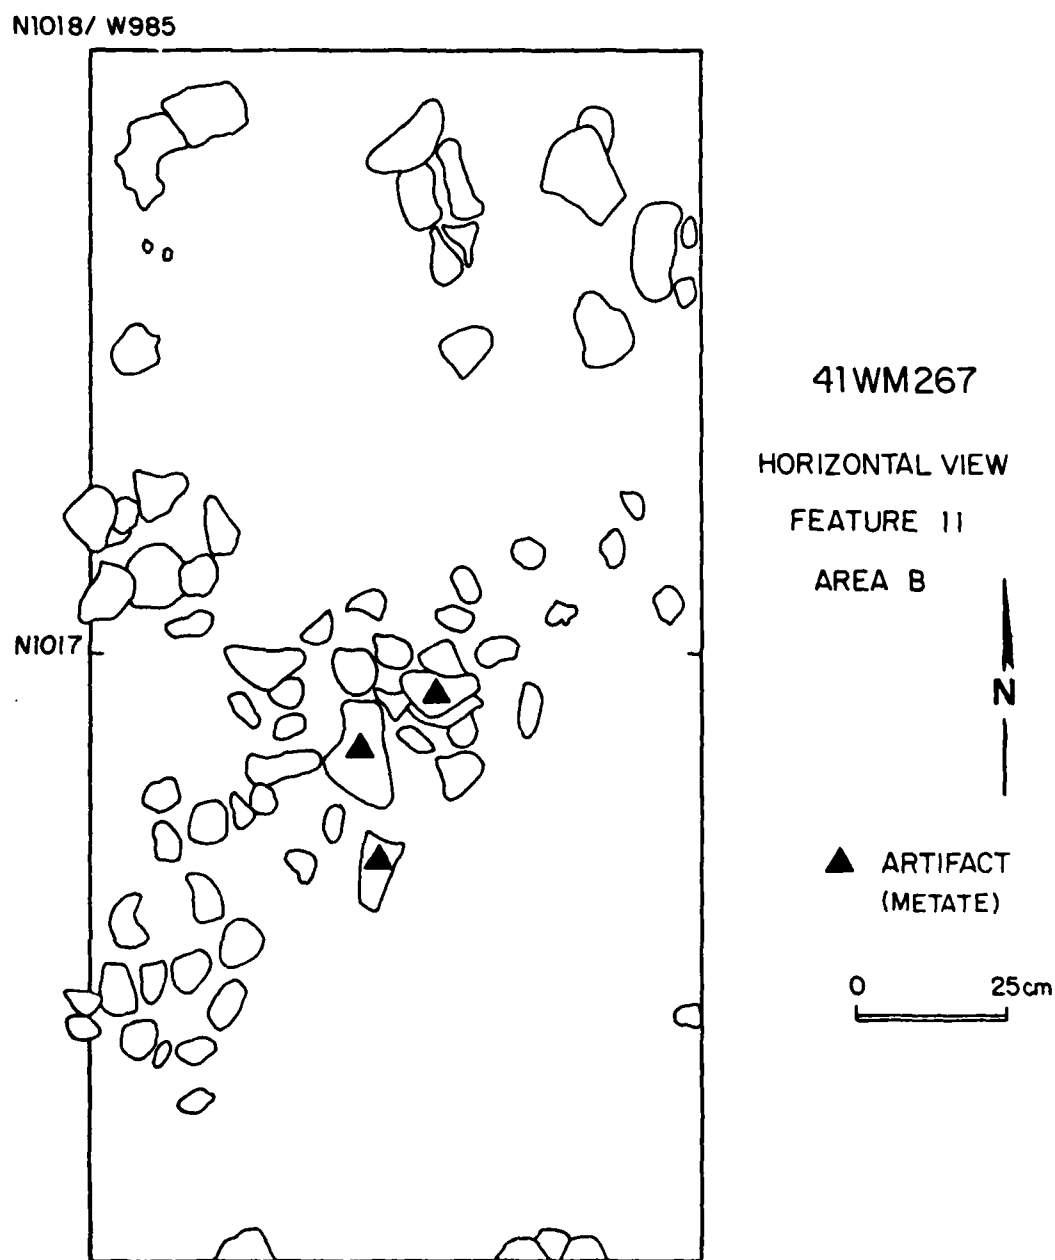 N1018/ W985
41WM267
HORIZONTAL VIEW
FEATURE 11
AREA B
N1017
N
▲ ARTIFACT
(METATE)
0 25cm